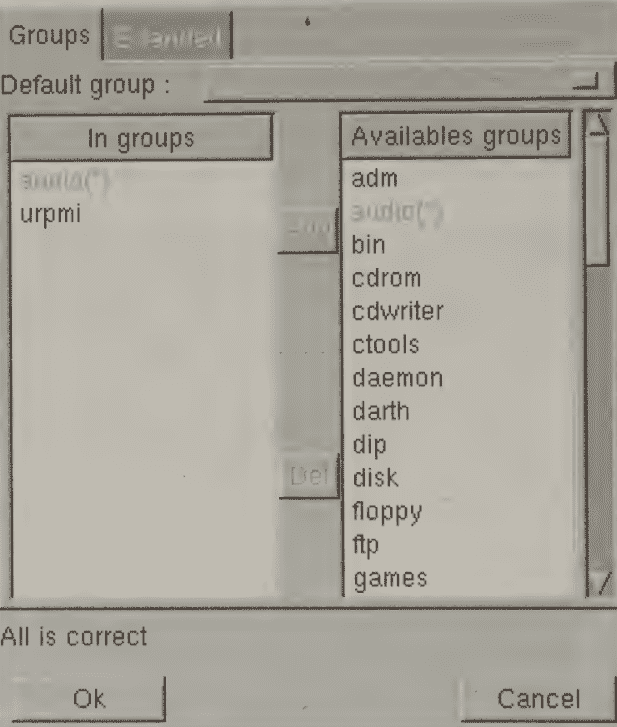 Groups
Default group :
In groups
urpmi
Availables groups
adm
audio(*)
bin
cdrom
cdwriter
ctools
daemon
darth
dip
disk
floppy
ftp
games
Del
All is correct
Ok
Cancel